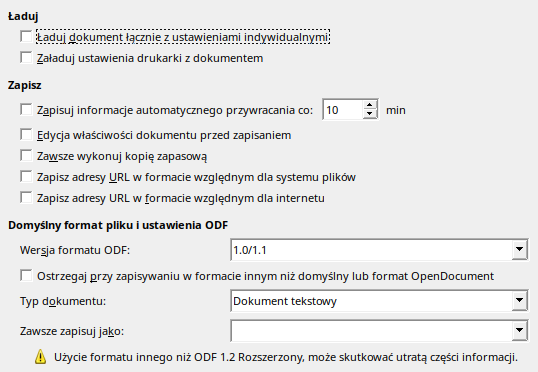 Ładuj
Ładuj dokument łącznie z ustawieniami indywidualnymi
Załaduj ustawienia drukarki z dokumentem
Zapisz
Zapisuj informacje automatycznego przywracania co: 10 min
Edycja właściwości dokumentu przed zapisaniem
Zawsze wykonuj kopię zapasową
Zapisz adresy URL w formacie względnym dla systemu plików
Zapisz adresy URL w formacie względnym dla internetu
Domyślny format pliku i ustawienia ODF
Wersja formatu ODF: 1.0/1.1
Ostrzegaj przy zapisywaniu w formacie innym niż domyślny lub format OpenDocument
Typ dokumentu: Dokument tekstowy
Zawsze zapisuj jako:
Użycie formatu innego niż ODF 1.2 Rozszerzony, może skutkować utratą części informacji.